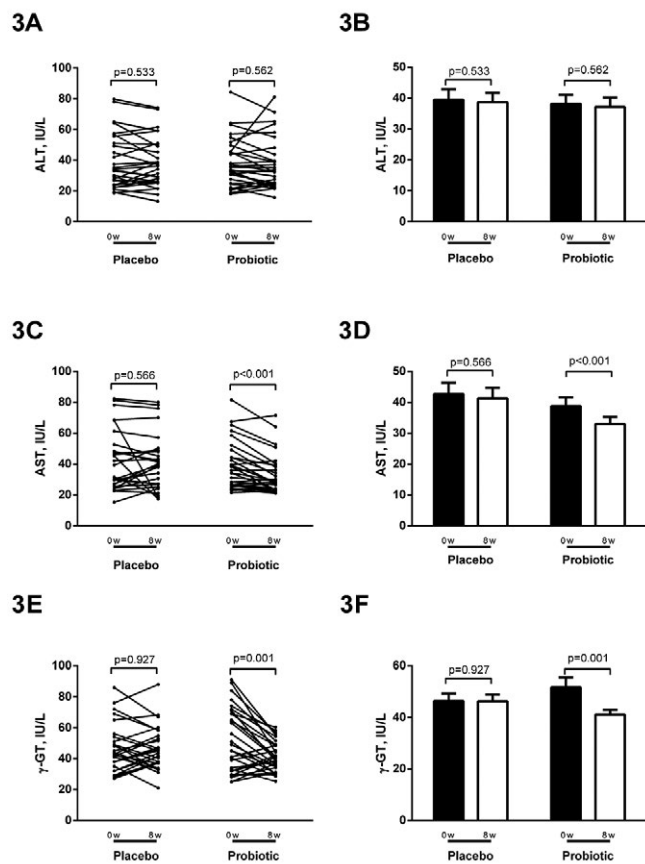 3A
p=0.533
p=0.562
100
80
60
40
20
0
ALT, IU/L
0w
8w
0w
8w
Placebo
Probiotic
3B
p=0.533
p=0.562
50
40
30
20
10
0
ALT, IU/L
0w
8w
0w
8w
Placebo
Probiotic
3C
p=0.566
p<0.001
100
80
60
40
20
0
AST, IU/L
0w
8w
0w
8w
Placebo
Probiotic
3D
p=0.566
p<0.001
50
40
30
20
10
0
AST, IU/L
0w
8w
0w
8w
Placebo
Probiotic
3E
p=0.927
p=0.001
100
80
60
40
20
0
γ-GT, IU/L
0w
8w
0w
8w
Placebo
Probiotic
3F
p=0.927
p=0.001
60
40
20
0
γ-GT, IU/L
0w
8w
0w
8w
Placebo
Probiotic